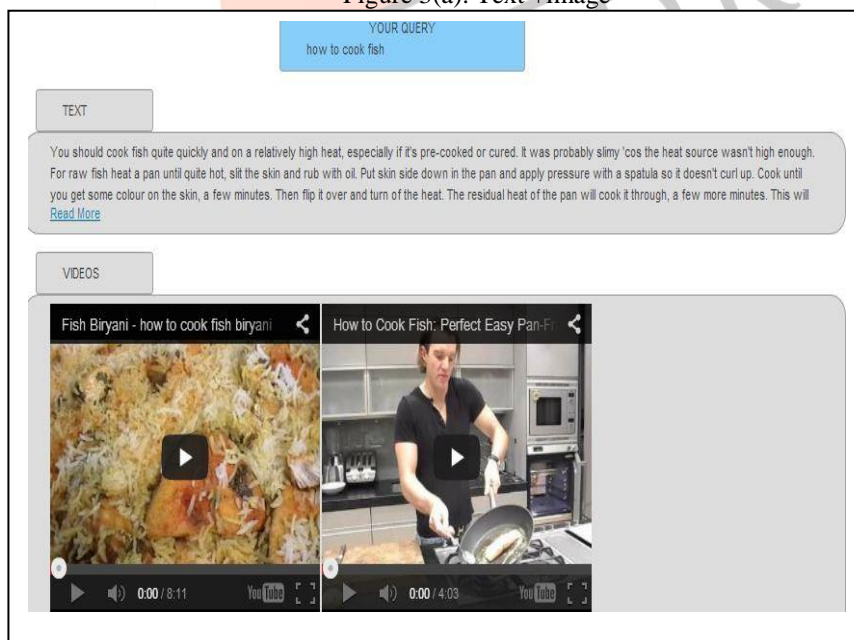 YOUR QUERY
how to cook fish
TEXT
You should cook fish quite quickly and on a relatively high heat, especially if it's pre-cooked or cured. It was probably slimy 'cos the heat source wasn't high enough.
For raw fish heat a pan until quite hot, slit the skin and rub with oil. Put skin side down in the pan and apply pressure with a spatula so it doesn't curl up. Cook until
you get some colour on the skin, a few minutes. Then flip it over and turn of the heat. The residual heat of the pan will cook it through, a few more minutes. This will
Read More
VIDEOS
Fish Biryani - how to cook fish biryani
How to Cook Fish: Perfect Easy Pan-Fr
0:00 / 8:11 YouTube
0:00 / 4:03 YouTube